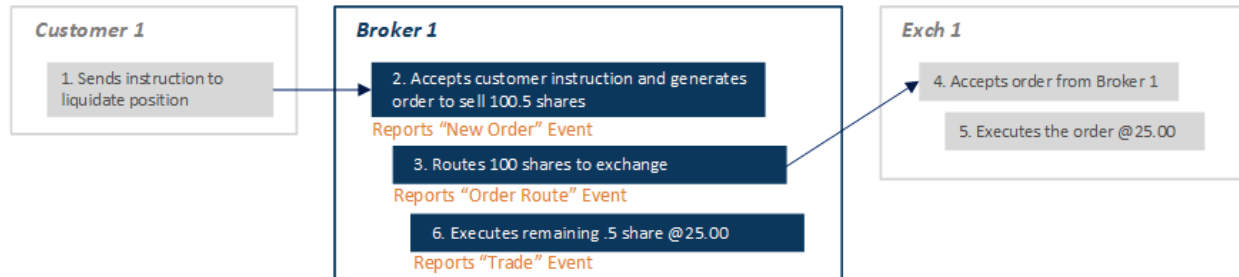 Customer 1
1. Sends instruction to
liquidate position
Broker 1
2. Accepts customer instruction and generates
order to sell 100.5 shares
Reports “New Order” Event
3. Routes 100 shares to exchange
Reports “Order Route” Event
6. Executes remaining .5 share @25.00
Reports “Trade” Event
Exch 1
4. Accepts order from Broker 1
5. Executes the order @25.00